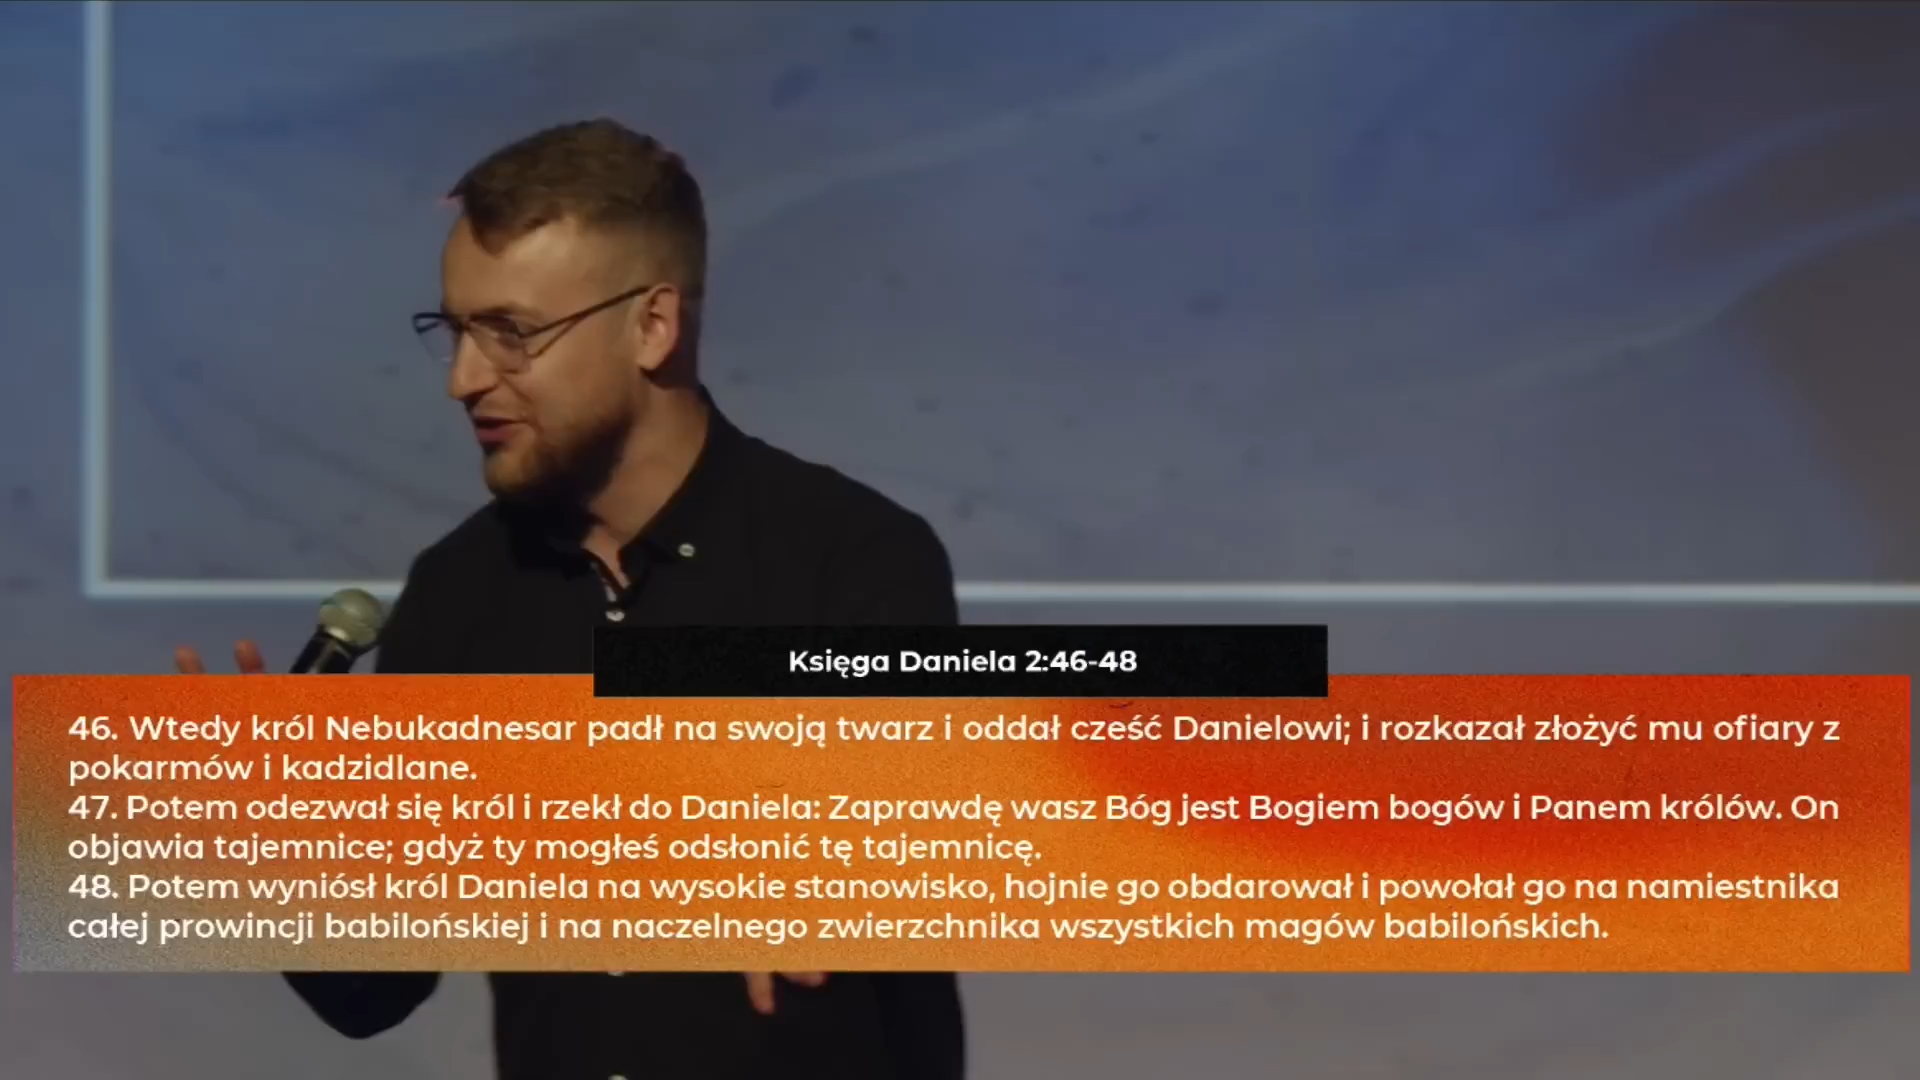 Księga Daniela 2:46-48
46. Wtedy król Nebukadnesar padł na swoją twarz i oddał cześć Danielowi; i rozkazał złożyć mu ofiary z
pokarmów i kadzidlane.
47. Potem odezwał się król i rzekł do Daniela: Zaprawdę wasz Bóg jest Bogiem bogów i Panem królów. On
objawia tajemnice; gdyż ty mogłeś odsłonić tę tajemnicę.
48. Potem wyniósł król Daniela na wysokie stanowisko, hojnie go obdarował i powołał go na namiestnika
całej prowincji babilońskiej i na naczelnego zwierzchnika wszystkich magów babilońskich.